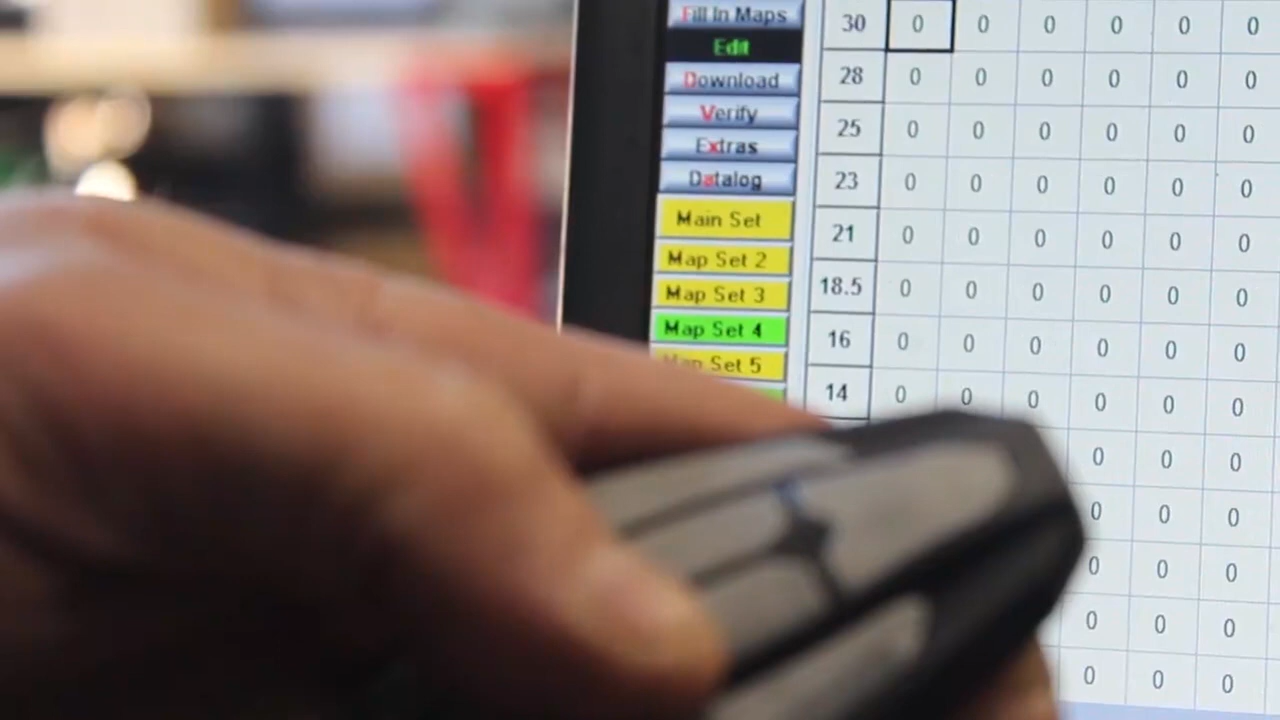 Fill In Maps
Edit
Download
Verify
Extras
Datalog
Main Set
Map Set 2
Map Set 3
Map Set 4
Map Set 5
30 0 0 0 0 0 0
28 0 0 0 0 0 0
25 0 0 0 0 0 0
23 0 0 0 0 0 0
21 0 0 0 0 0 0
18.5 0 0 0 0 0 0
16 0 0 0 0 0 0
14 0 0 0 0 0 0
0 0 0
0 0 0
0 0 0
0 0 0
0 0 0